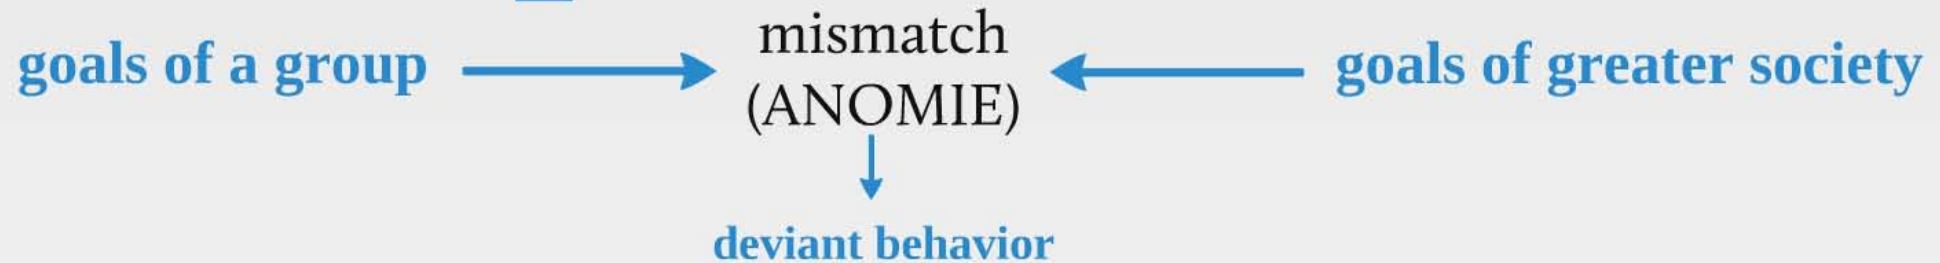 goals of a group
mismatch
(ANOMIE)
goals of greater society
deviant behavior